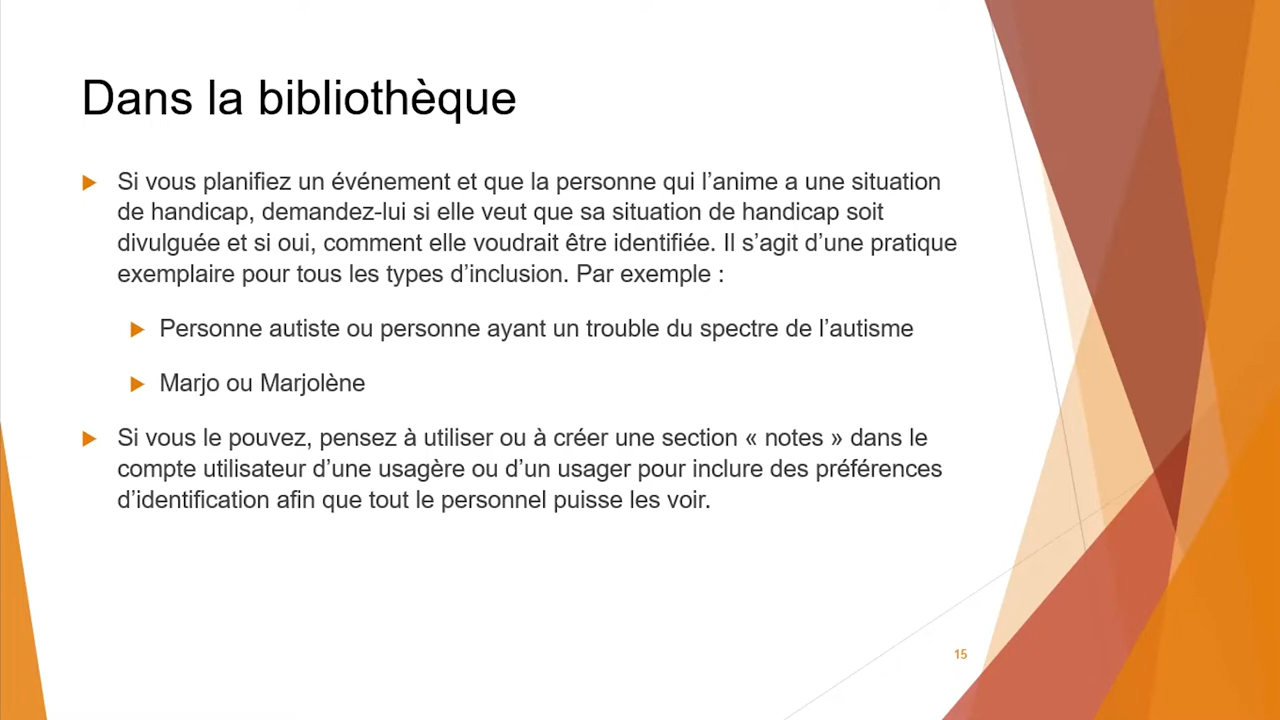 Dans la bibliothèque
Si vous planifiez un événement et que la personne qui l’anime a une situation
de handicap, demandez-lui si elle veut que sa situation de handicap soit
divulguée et si oui, comment elle voudrait être identifiée. Il s’agit d’une pratique
exemplaire pour tous les types d’inclusion. Par exemple :
Personne autiste ou personne ayant un trouble du spectre de l’autisme
Marjo ou Marjolène
Si vous le pouvez, pensez à utiliser ou à créer une section « notes » dans le
compte utilisateur d’une usagère ou d’un usager pour inclure des préférences
d’identification afin que tout le personnel puisse les voir.
15